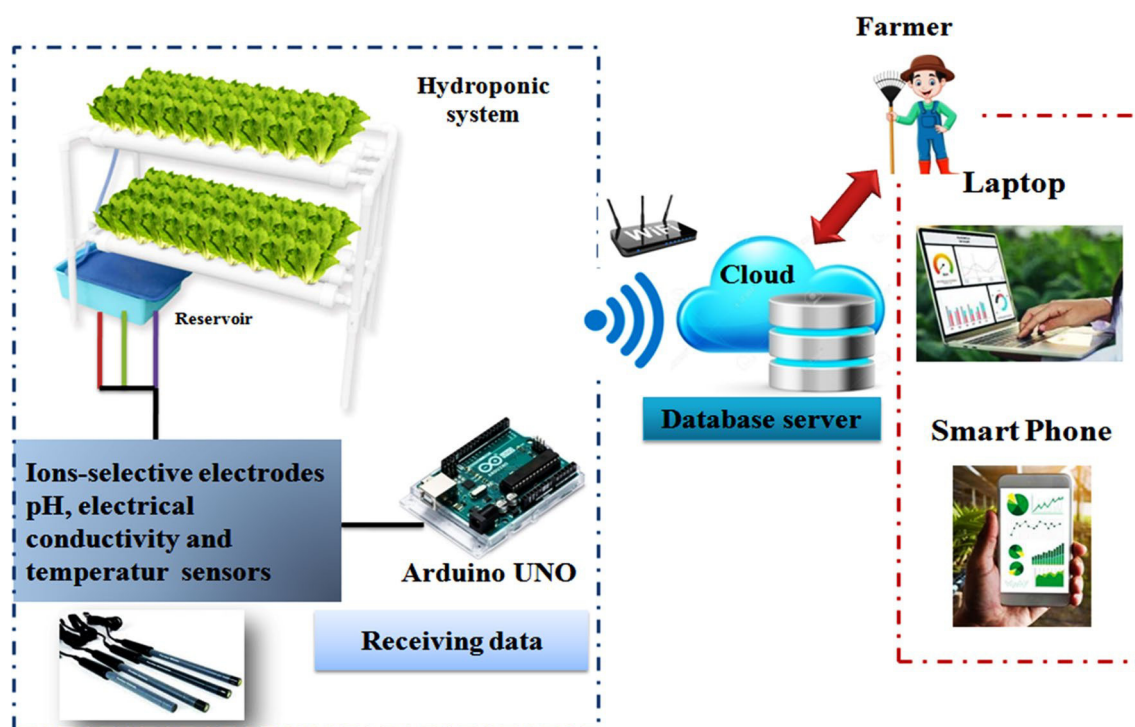 Farmer
Hydroponic
system
Laptop
WiFi
Cloud
Reservoir
Database server
Smart Phone
Ions-selective electrodes
pH, electrical
conductivity and
temperatur sensors
Arduino UNO
Receiving data